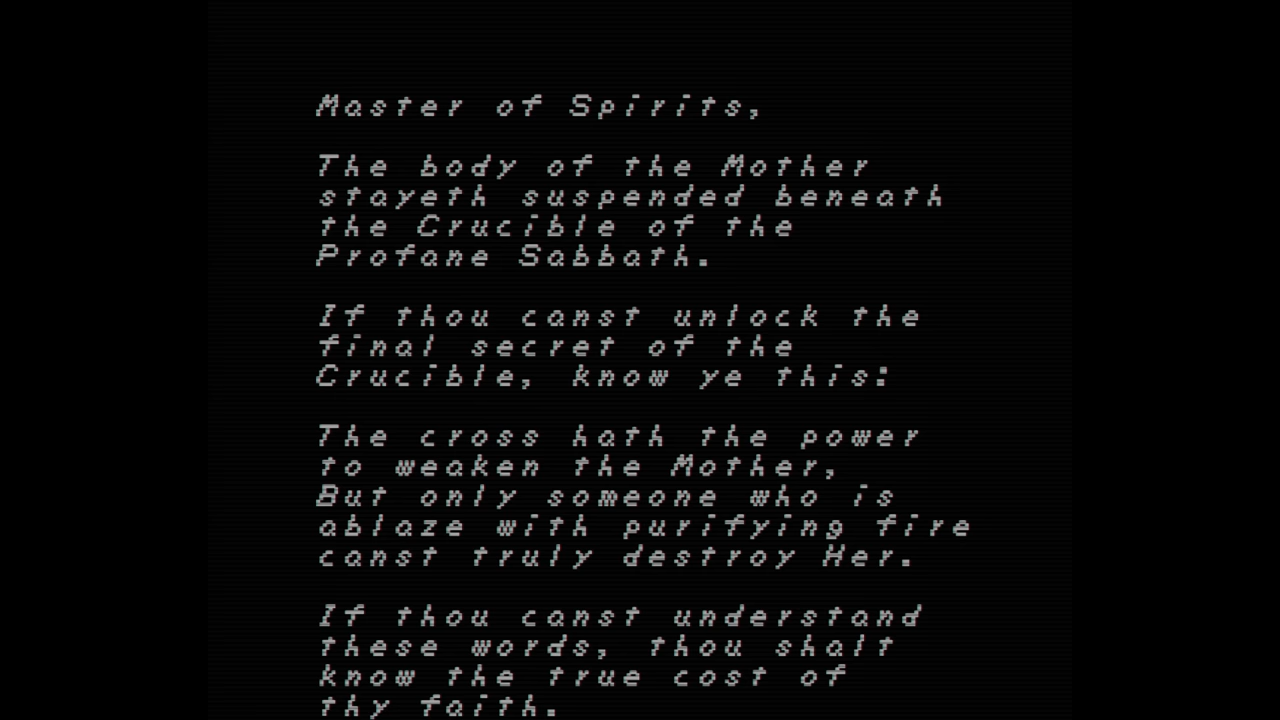 Master of Spirits,
The body of the Mother
stayeth suspended beneath
the Crucible of the
Profane Sabbath.
If thou canst unlock the
final secret of the
Crucible, know ye this:
The cross hath the power
to weaken the Mother,
But only someone who is
ablaze with purifying fire
canst truly destroy Her.
If thou canst understand
these words, thou shalt
know the true cost of
thy faith.